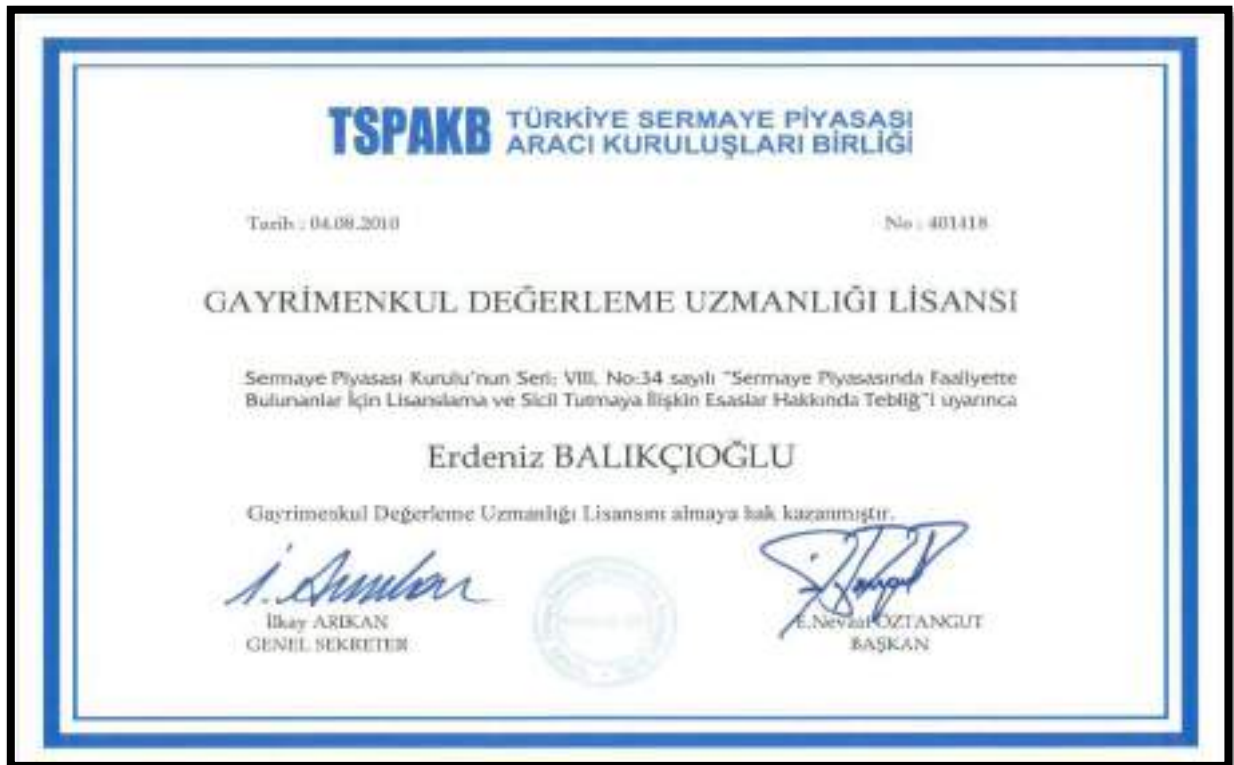 TSPAKB TÜRKİYE SERMAYE PİYASASI
ARACI KURULUŞLARI BİRLİĞİ
Tarih : 04.08.2010 No : 401418
GAYRİMENKUL DEĞERLEME UZMANLIĞI LİSANSI
Sermaye Piyasası Kurulu'nun Seri: VIII, No:34 sayılı "Sermaye Piyasasında Faaliyette
Bulunanlar İçin Lisanslama ve Sicil Tutmaya İlişkin Esaslar Hakkında Tebliğ"i uyarınca
Erdeniz BALIKÇIOĞLU
Gayrimenkul Değerleme Uzmanlığı Lisansını almaya hak kazanmıştır.
İlkay ARIKAN E.Nevzat ÖZTANGUT
GENEL SEKRETER BAŞKAN